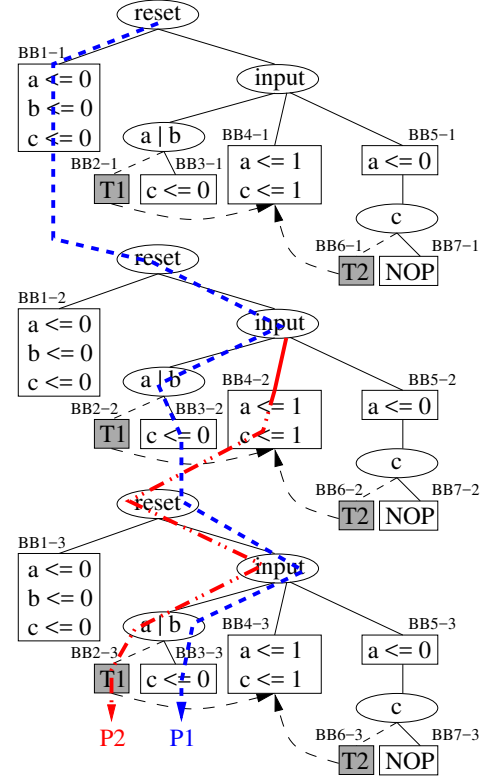 reset
BB1−1
a <= 0
b <= 0
c <= 0
input
a | b
BB2−1
BB3−1
T1
c <= 0
BB4−1
a <= 1
c <= 1
BB5−1
a <= 0
c
BB6−1
BB7−1
T2
NOP
reset
BB1−2
a <= 0
b <= 0
c <= 0
input
a | b
BB2−2
BB3−2
T1
c <= 0
BB4−2
a <= 1
c <= 1
BB5−2
a <= 0
c
BB6−2
BB7−2
T2
NOP
reset
BB1−3
a <= 0
b <= 0
c <= 0
input
a | b
BB2−3
BB3−3
T1
c <= 0
BB4−3
a <= 1
c <= 1
BB5−3
a <= 0
c
BB6−3
BB7−3
T2
NOP
P2
P1